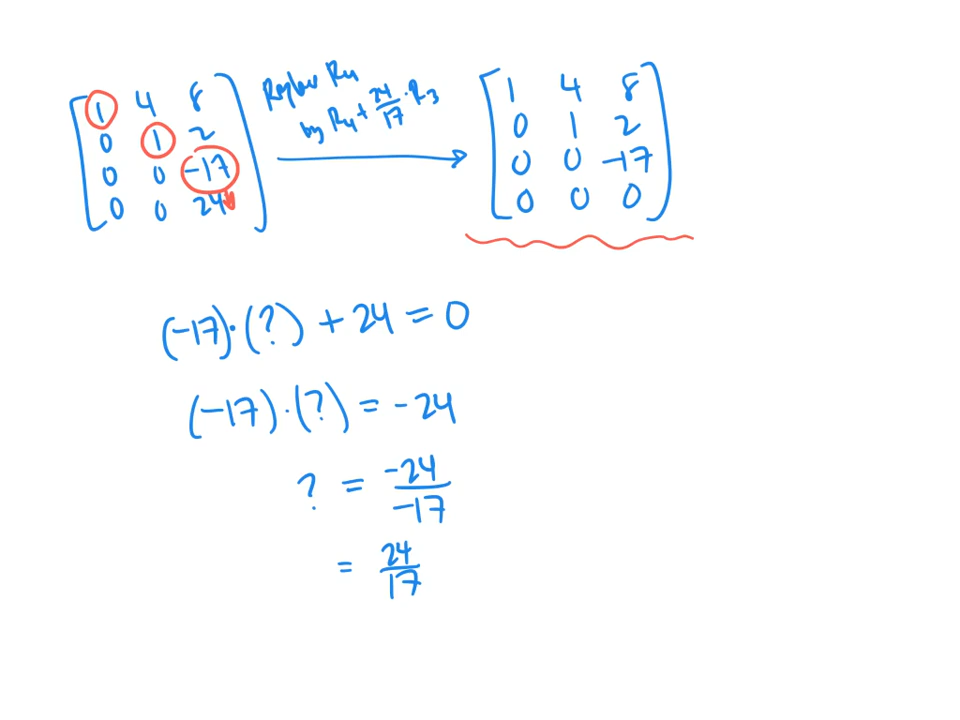 [1 4 8
0 1 2
0 0 -17
0 0 24]
Replace R4
by R4 + 24/17 · R3
[1 4 8
0 1 2
0 0 -17
0 0 0]
(-17)·(?) + 24 = 0
(-17)·(?) = -24
? = -24/-17
= 24/17